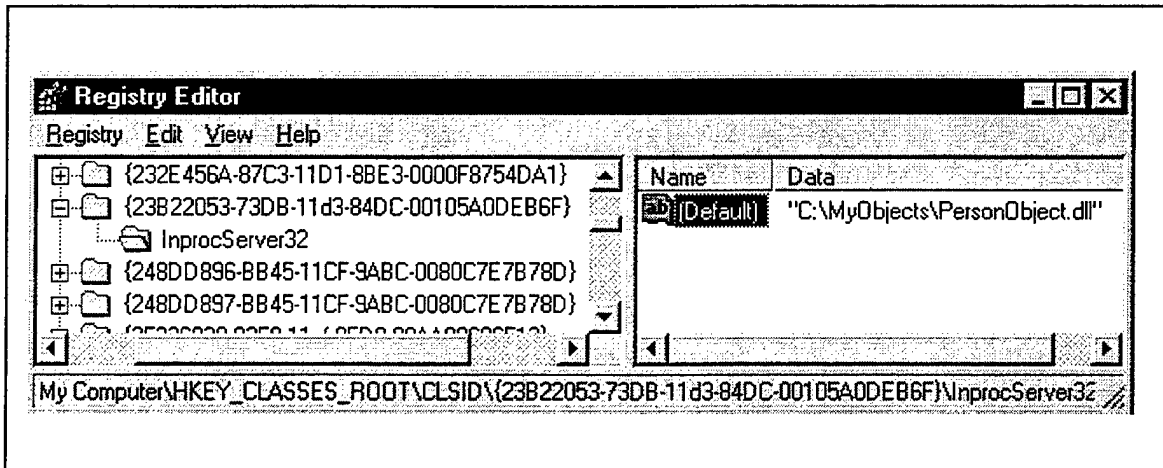 Registry Editor
Registry Edit View Help
{232E456A-87C3-11D1-8BE3-0000F8754DA1}
{23B22053-73DB-11d3-84DC-00105A0DEB6F}
InprocServer32
{248DD896-BB45-11CF-9ABC-0080C7E7B78D}
{248DD897-BB45-11CF-9ABC-0080C7E7B78D}
Name Data
ab (Default) "C:\MyObjects\PersonObject.dll"
My Computer\HKEY_CLASSES_ROOT\CLSID\{23B22053-73DB-11d3-84DC-00105A0DEB6F}\InprocServer32